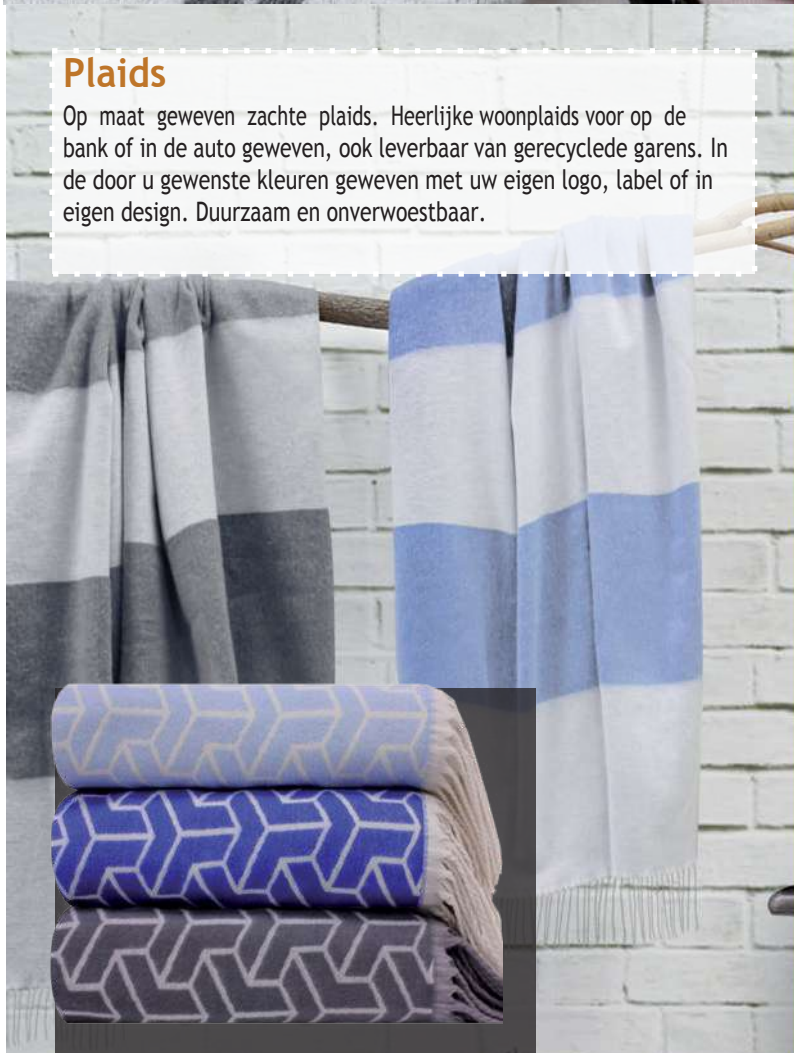 Plaids
Op maat geweven zachte plaids. Heerlijke woonplaids voor op de
bank of in de auto geweven, ook leverbaar van gerecyclede garens. In
de door u gewenste kleuren geweven met uw eigen logo, label of in
eigen design. Duurzaam en onverwoestbaar.